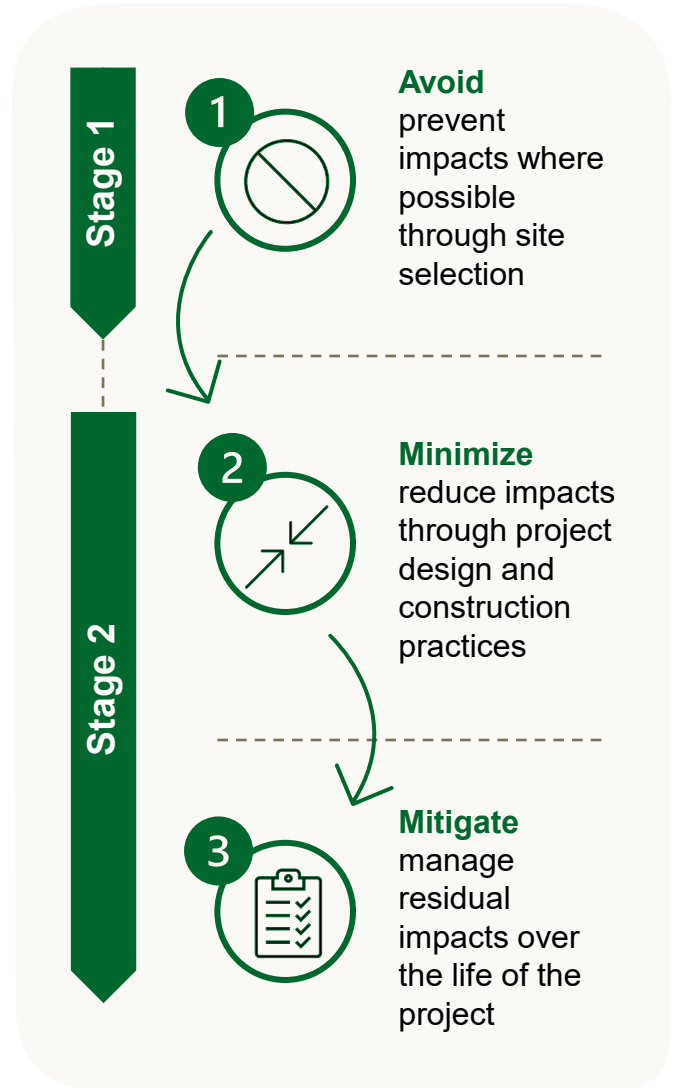 Stage 1
1
Avoid
prevent
impacts where
possible
through site
selection
Stage 2
2
Minimize
reduce impacts
through project
design and
construction
practices
3
Mitigate
manage
residual
impacts over
the life of the
project